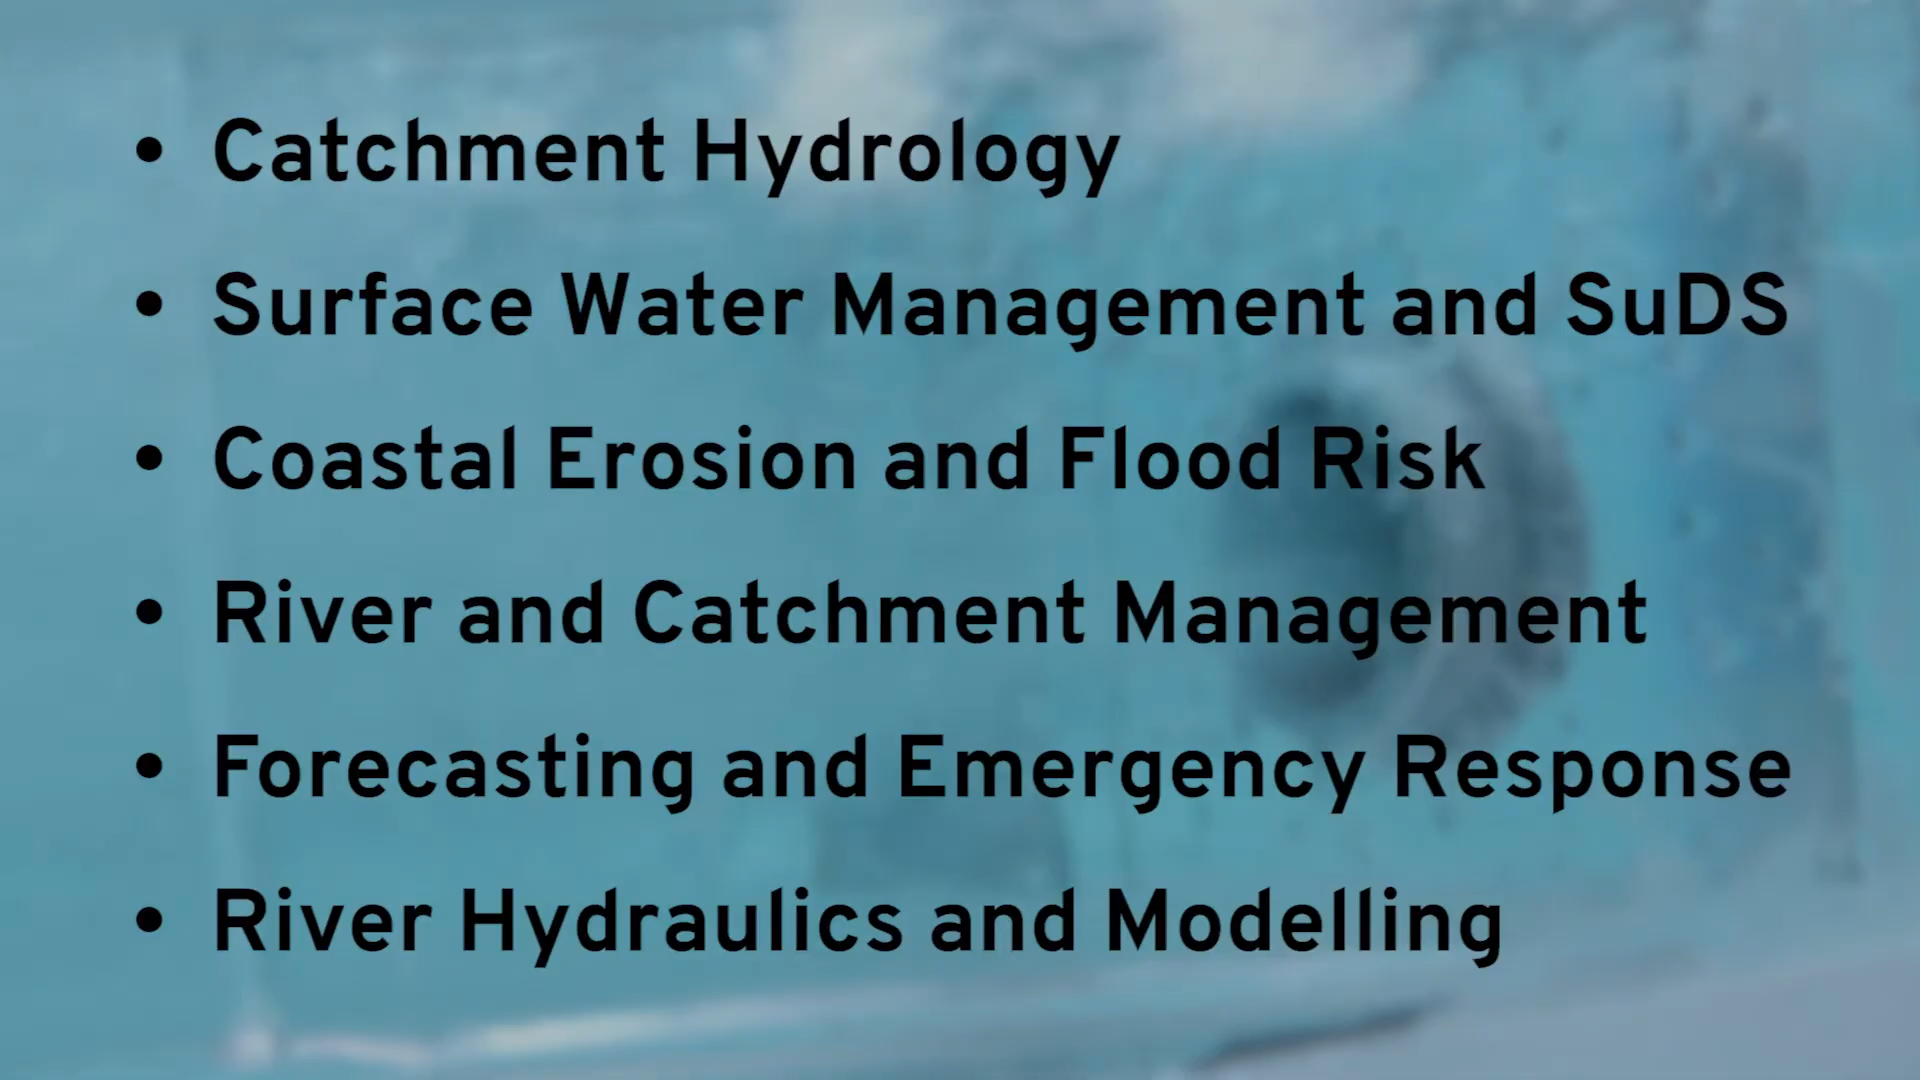 • Catchment Hydrology
• Surface Water Management and SuDS
• Coastal Erosion and Flood Risk
• River and Catchment Management
• Forecasting and Emergency Response
• River Hydraulics and Modelling